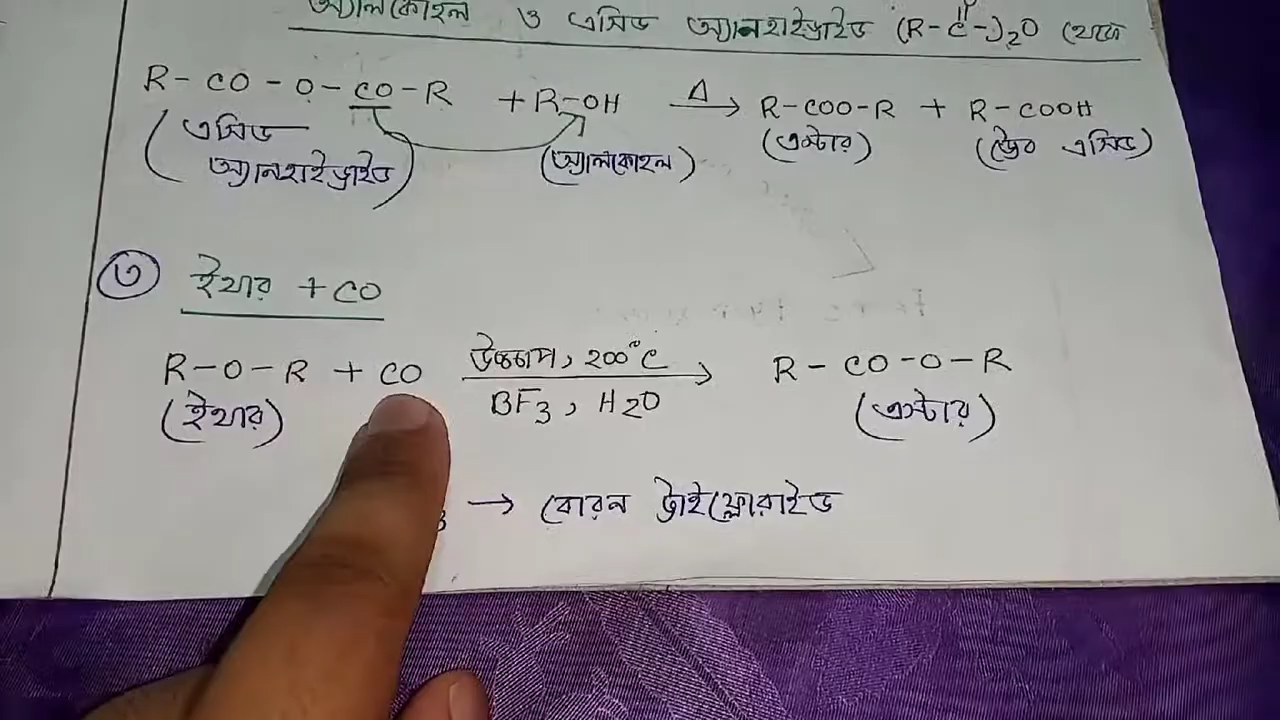 অ্যালকোহল ও এসিড অ্যানহাইড্রাইড (R-C-)₂O থেকে
O
R-CO-O-CO-R + R-OH Δ→ R-COO-R + R-COOH
(এসিড অ্যানহাইড্রাইড) (অ্যালকোহল) (এস্টার) (জৈব এসিড)
৩ ইথার + CO
R-O-R + CO উচ্চচাপ, 200°C → R-CO-O-R
BF₃, H2O
(ইথার) (এস্টার)
3 → বোরন ট্রাইফ্লোরাইড